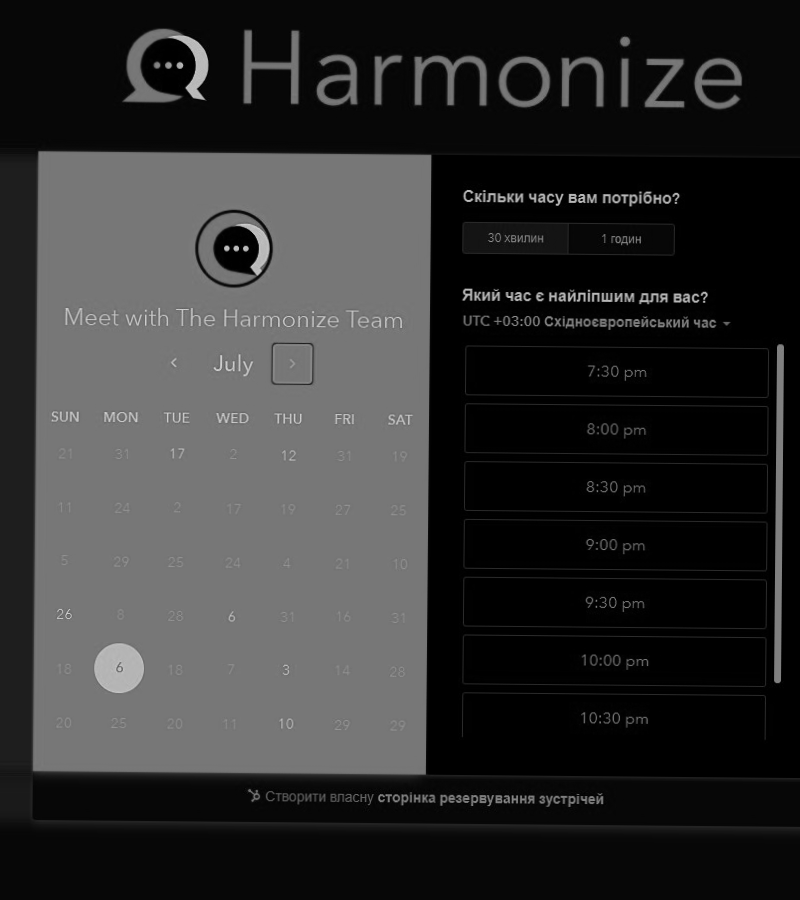 Harmonize
Meet with The Harmonize Team
July
SUN MON TUE WED THU FRI SAT
21 31 17 2 12 31 19
11 24 2 17 19 27 25
5 29 25 24 4 21 10
26 8 28 6 31 16 31
18 6 18 7 3 14 28
20 25 20 11 10 29 29
Скільки часу вам потрібно?
30 хвилин 1 годин
Який час є найліпшим для вас?
UTC +03:00 Східноєвропейський час
7:30 pm
8:00 pm
8:30 pm
9:00 pm
9:30 pm
10:00 pm
10:30 pm
Створити власну сторінка резервування зустрічей